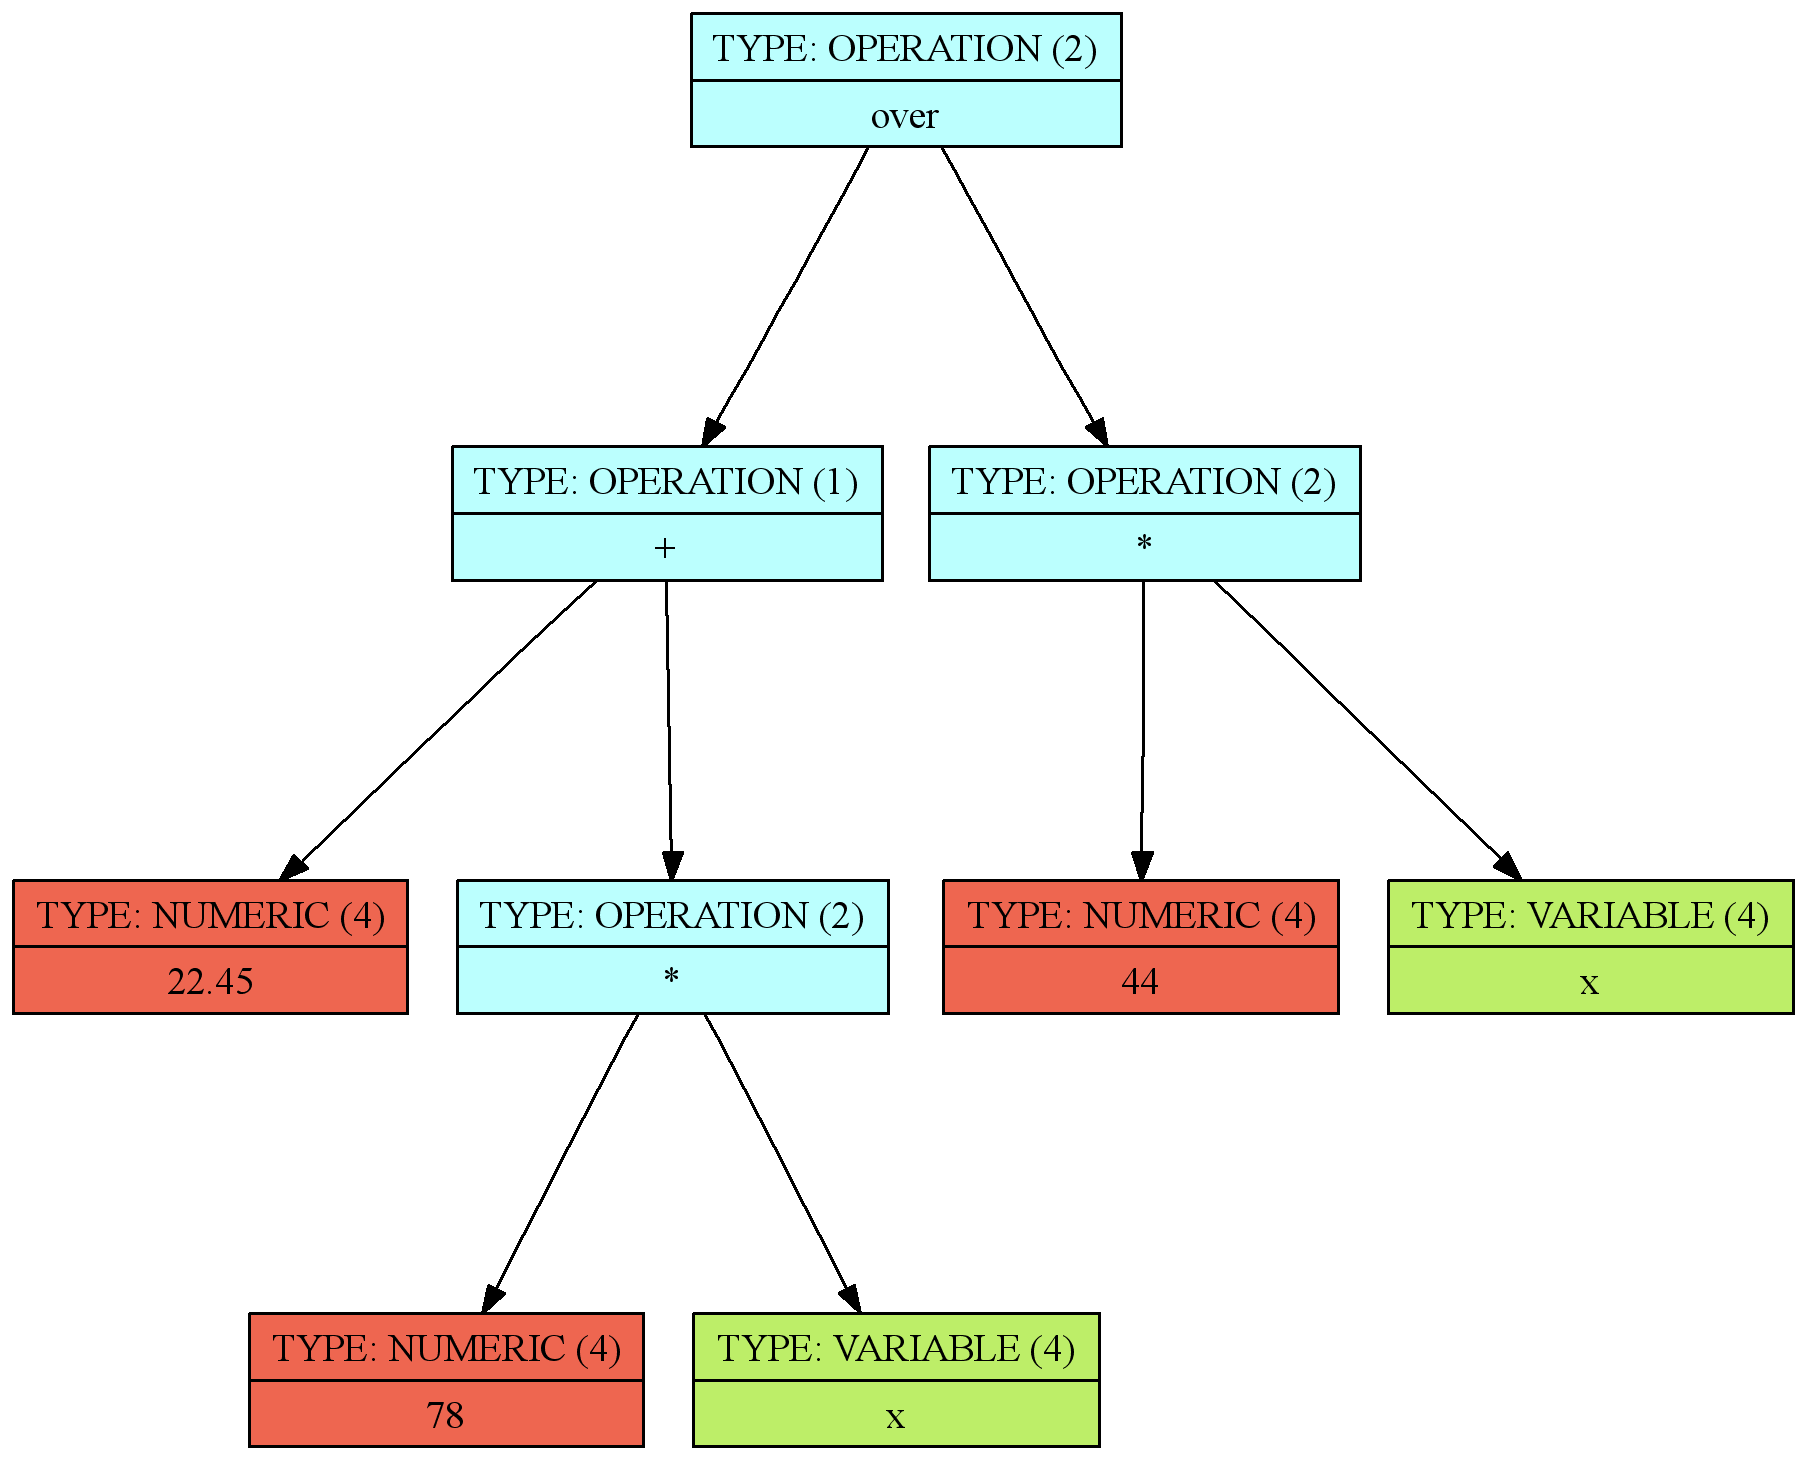 TYPE: OPERATION (2)
over
TYPE: OPERATION (1)
+
TYPE: OPERATION (2)
*
TYPE: NUMERIC (4)
22.45
TYPE: OPERATION (2)
*
TYPE: NUMERIC (4)
44
TYPE: VARIABLE (4)
x
TYPE: NUMERIC (4)
78
TYPE: VARIABLE (4)
x